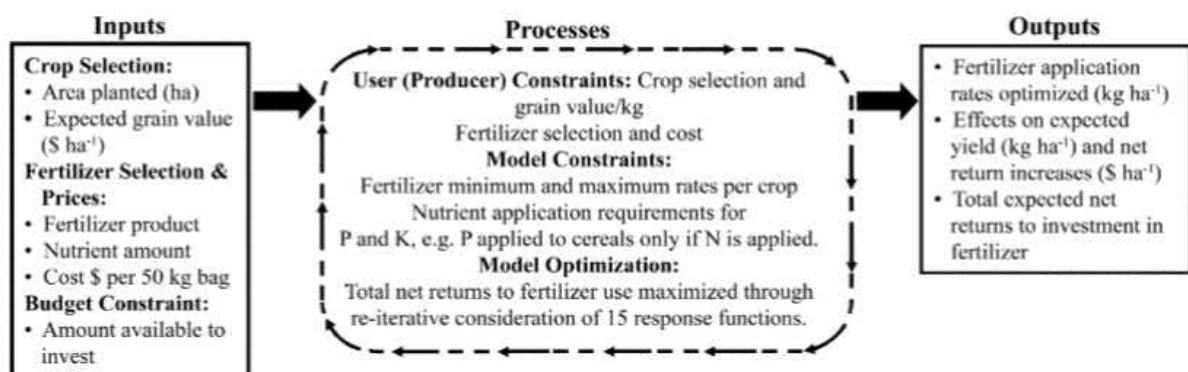 Inputs
Crop Selection:
• Area planted (ha)
• Expected grain value
($ ha⁻¹)
Fertilizer Selection &
Prices:
• Fertilizer product
• Nutrient amount
• Cost $ per 50 kg bag
Budget Constraint:
• Amount available to
invest
Processes
User (Producer) Constraints: Crop selection and
grain value/kg
Fertilizer selection and cost
Model Constraints:
Fertilizer minimum and maximum rates per crop
Nutrient application requirements for
P and K, e.g. P applied to cereals only if N is applied.
Model Optimization:
Total net returns to fertilizer use maximized through
re-iterative consideration of 15 response functions.
Outputs
• Fertilizer application
rates optimized (kg ha⁻¹)
• Effects on expected
yield (kg ha⁻¹) and net
return increases ($ ha⁻¹)
• Total expected net
returns to investment in
fertilizer